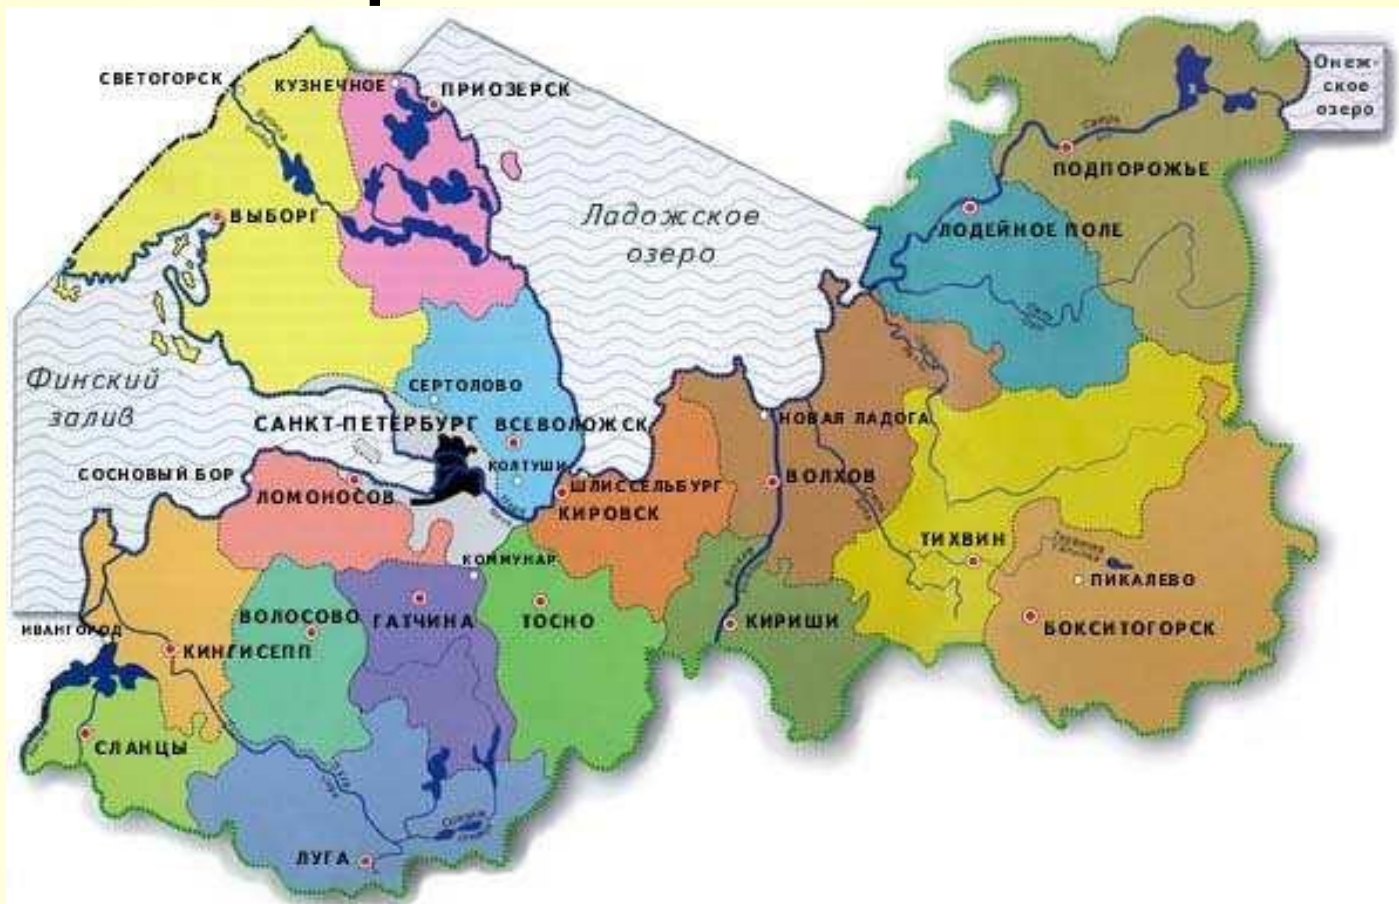 СВЕТОГОРСК
КУЗНЕЧНОЕ
ПРИОЗЕРСК
Онеж-
ское
озеро
Свирь
ПОДПОРОЖЬЕ
ВЫБОРГ
Ладожское
озеро
ЛОДЕЙНОЕ ПОЛЕ
Финский
залив
СЕРТОЛОВО
САНКТ-ПЕТЕРБУРГ
ВСЕВОЛОЖСК
НОВАЯ ЛАДОГА
СОСНОВЫЙ БОР
КОЛТУШИ
ЛОМОНОСОВ
ШЛИССЕЛЬБУРГ
ВОЛХОВ
КИРОВСК
ТИХВИН
КОММУНАР
ПИКАЛЕВО
ВОЛОСОВО
ГАТЧИНА
ТОСНО
КИРИШИ
БОКСИТОГОРСК
ИВАНГОРОД
КИНГИСЕПП
СЛАНЦЫ
ЛУГА